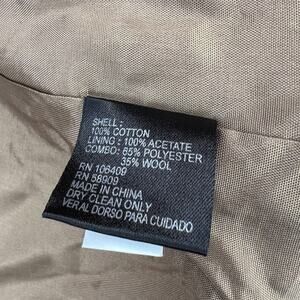 SHELL :
100% COTTON
LINING : 100% ACETATE
COMBO: 65% POLYESTER
35% WOOL
RN 106409
RN 58909
MADE IN CHINA
DRY CLEAN ONLY
VER AL DORSO PARA CUIDADO